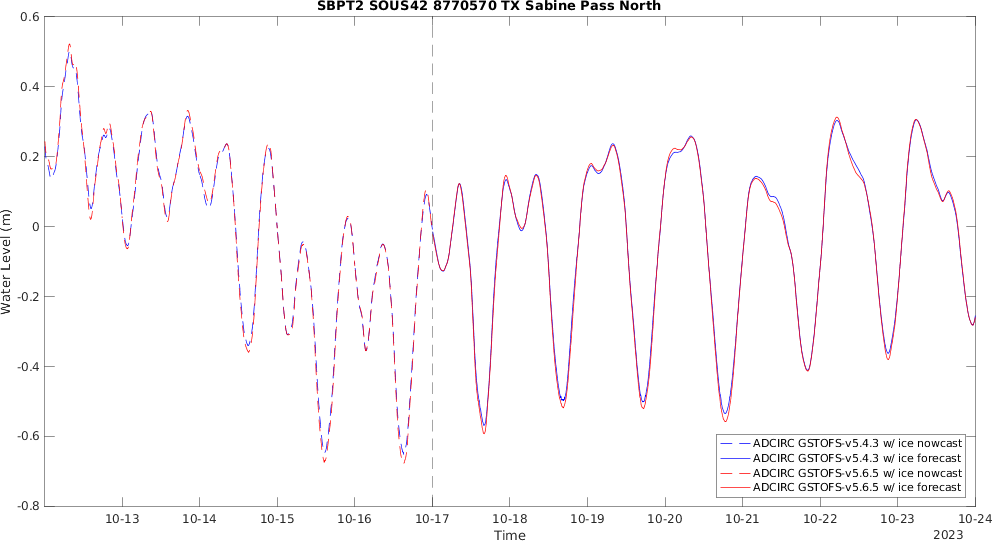 SBPT2 SOUS42 8770570 TX Sabine Pass North
Water Level (m)
0.6
0.4
0.2
0
-0.2
-0.4
-0.6
-0.8
ADCIRC GSTOFS-v5.4.3 w/ ice nowcast
ADCIRC GSTOFS-v5.4.3 w/ ice forecast
ADCIRC GSTOFS-v5.6.5 w/ ice nowcast
ADCIRC GSTOFS-v5.6.5 w/ ice forecast
10-13 10-14 10-15 10-16 10-17 10-18 10-19 10-20 10-21 10-22 10-23 10-24
Time
2023